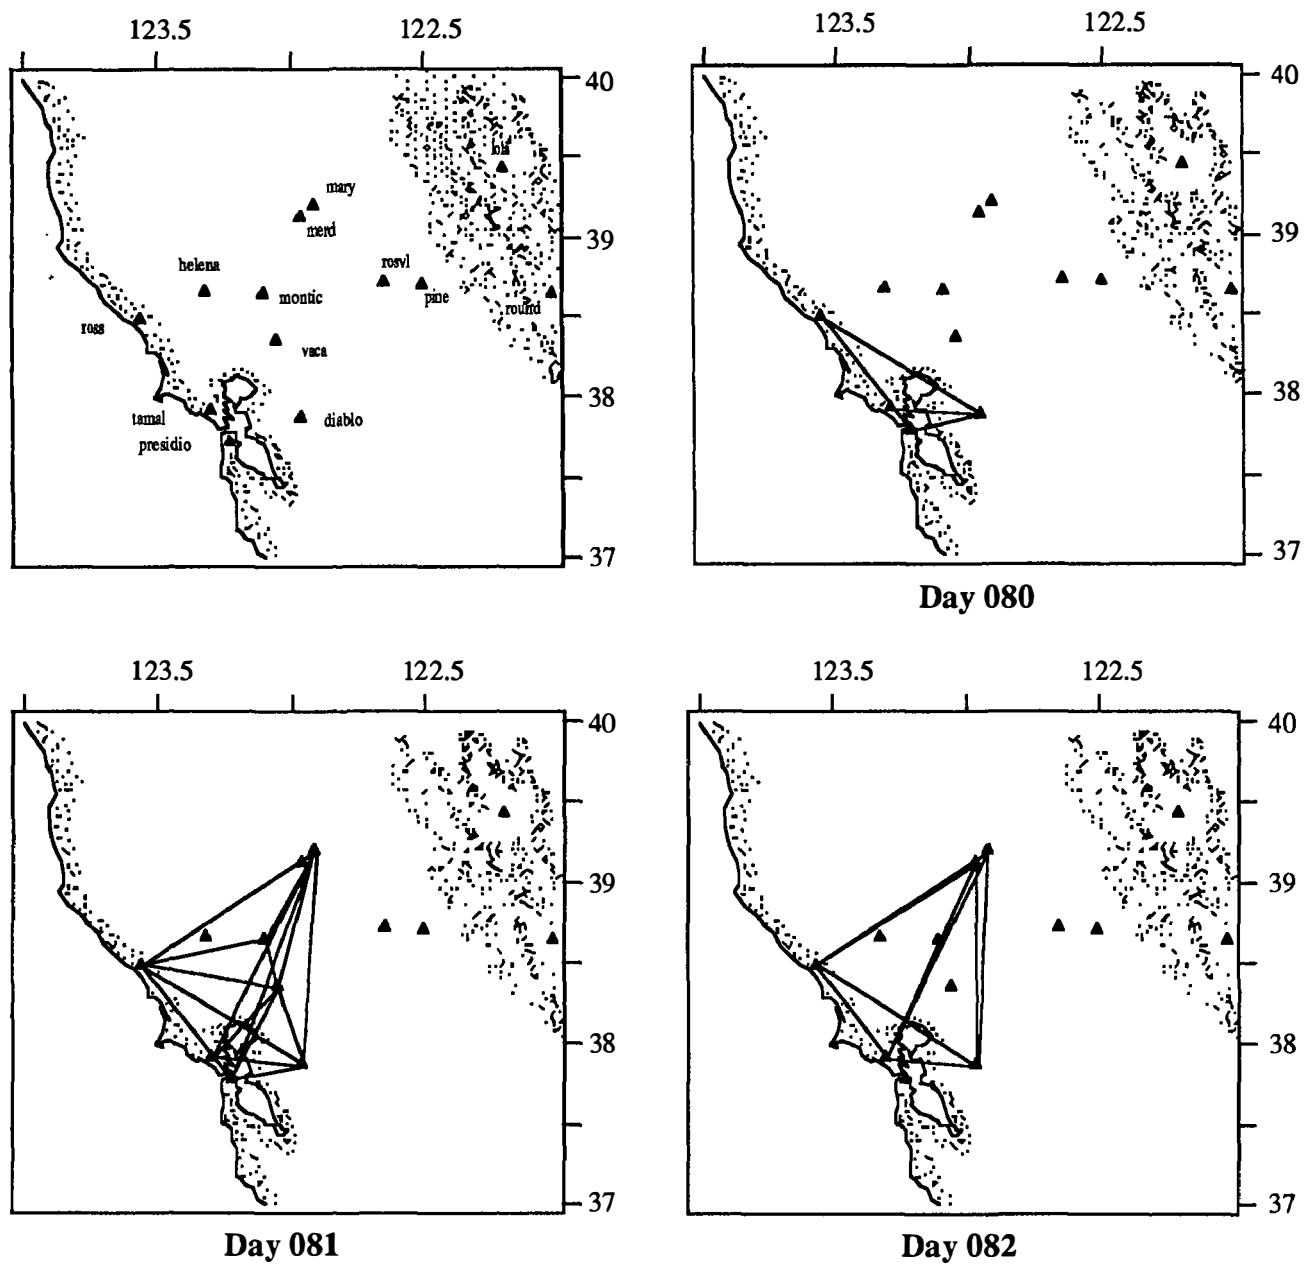 123.5 122.5
123.5 122.5
40
lola
mary
merd
39
helena
rosvl
montic
pine
round
ross
vaca
38
tamal
diablo
presidio
37
40
39
38
37
Day 080
123.5 122.5
123.5 122.5
40
39
38
37
Day 081
40
39
38
37
Day 082